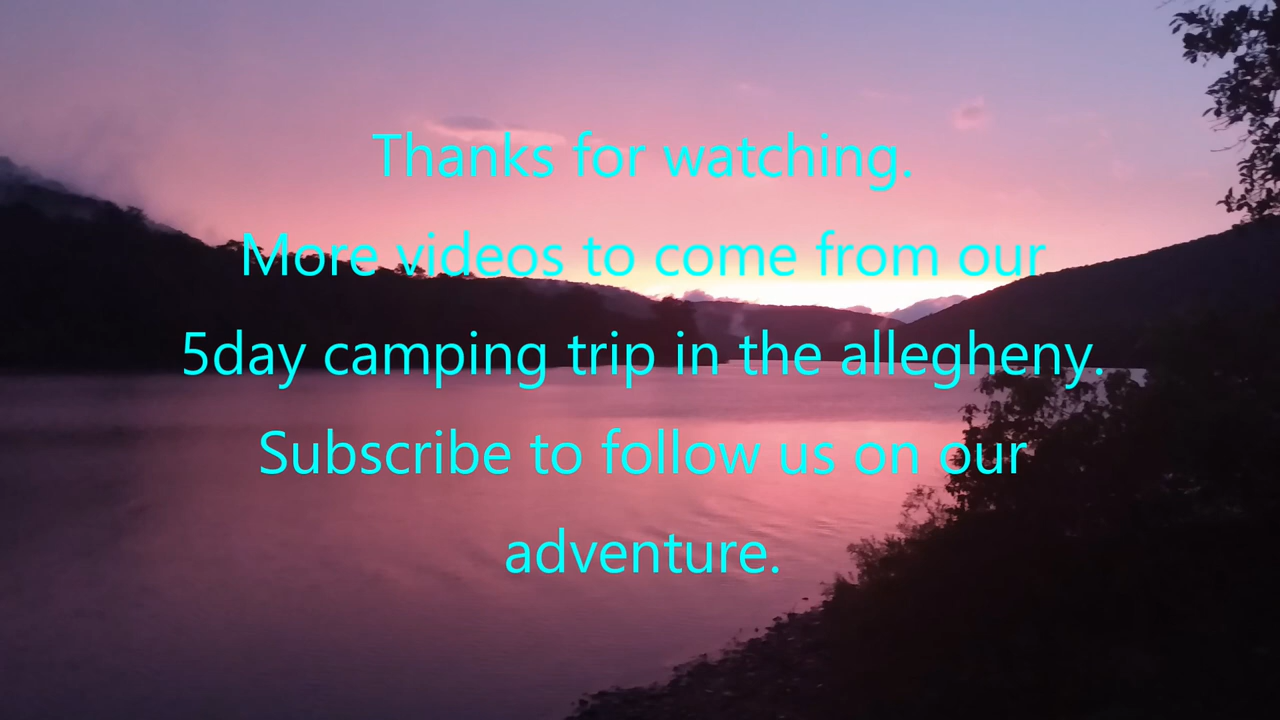 Thanks for watching.
More videos to come from our
5day camping trip in the allegheny.
Subscribe to follow us on our
adventure.